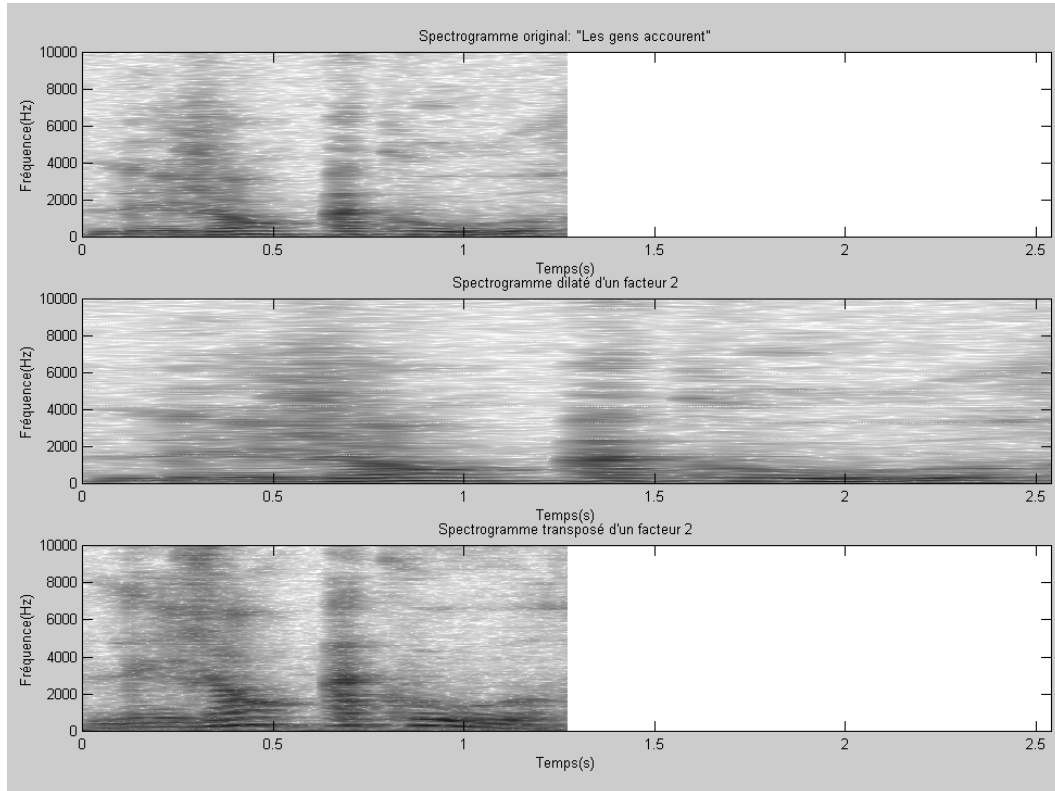 Spectrogramme original: "Les gens accourent"
10000
8000
6000
4000
2000
0
Fréquence(Hz)
0 0.5 1 1.5 2 2.5
Temps(s)
Spectrogramme dilaté d'un facteur 2
10000
8000
6000
4000
2000
0
Fréquence(Hz)
0 0.5 1 1.5 2 2.5
Temps(s)
Spectrogramme transposé d'un facteur 2
10000
8000
6000
4000
2000
0
Fréquence(Hz)
0 0.5 1 1.5 2 2.5
Temps(s)